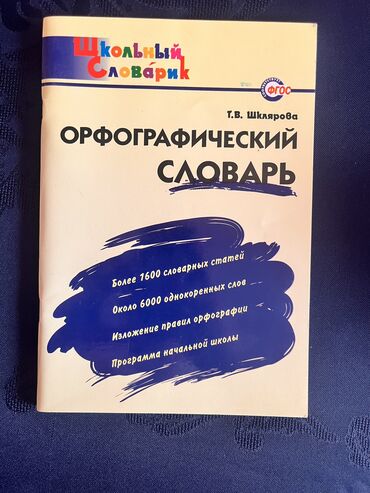 Школьный
Словарик
ФГОС
Т.В. Шклярова
ОРФОГРАФИЧЕСКИЙ
СЛОВАРЬ
Более 1600 словарных статей
Около 6000 однокоренных слов
Изложение правил орфографии
Программа начальной школы